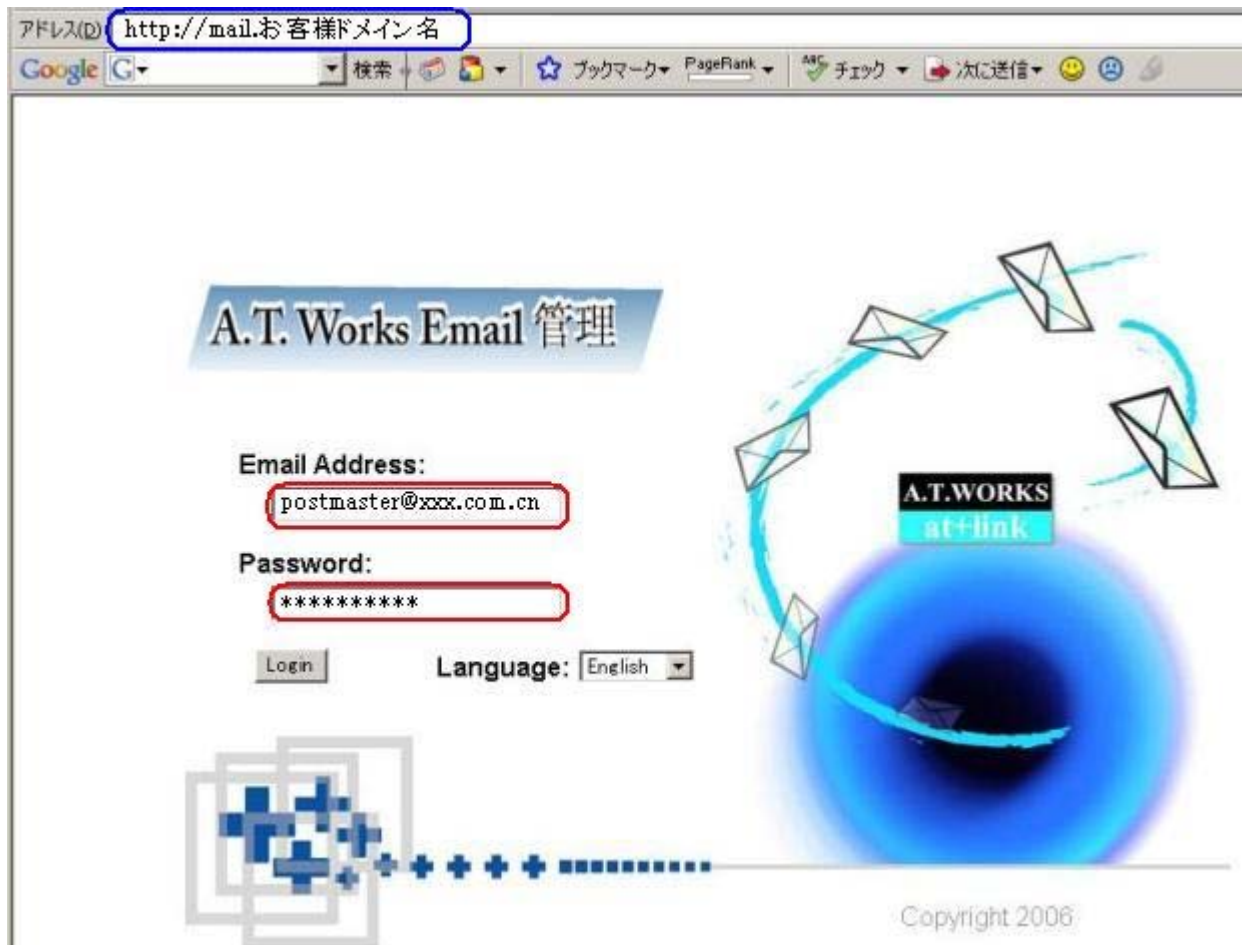 アドレス(D) http://mail.お客様ドメイン名
Google G 検索 ブックマーク PageRank ABC チェック 次に送信
A.T. Works Email 管理
Email Address:
postmaster@xxx.com.cn
A.T.WORKS
at+link
Password:
**********
Login Language: English
Copyright 2006